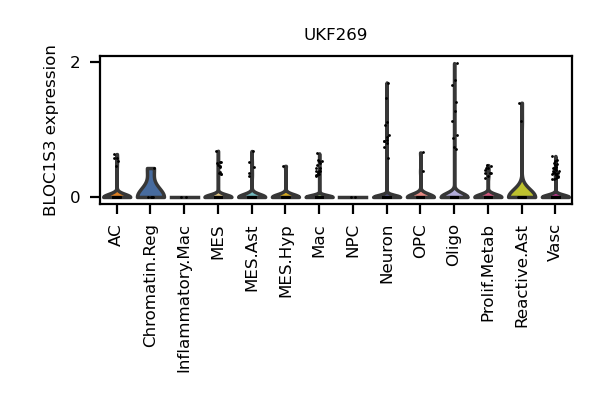 UKF269
BLOC1S3 expression
2
0
AC
Chromatin.Reg
Inflammatory.Mac
MES
MES.Ast
MES.Hyp
Mac
NPC
Neuron
OPC
Oligo
Prolif.Metab
Reactive.Ast
Vasc